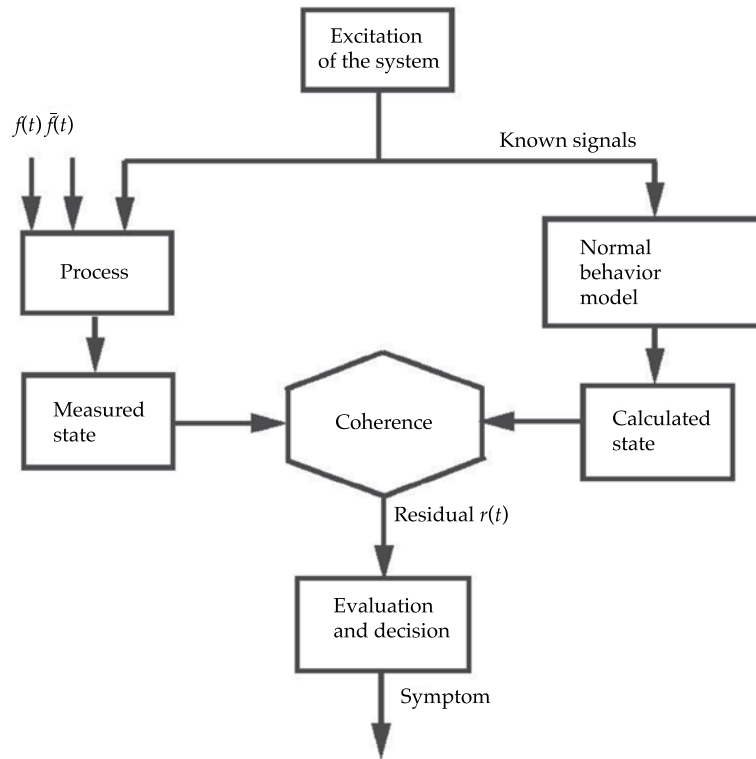 Excitation
of the system
f(t) f̄(t)
Known signals
Process
Normal
behavior
model
Measured
state
Coherence
Calculated
state
Residual r(t)
Evaluation
and decision
Symptom